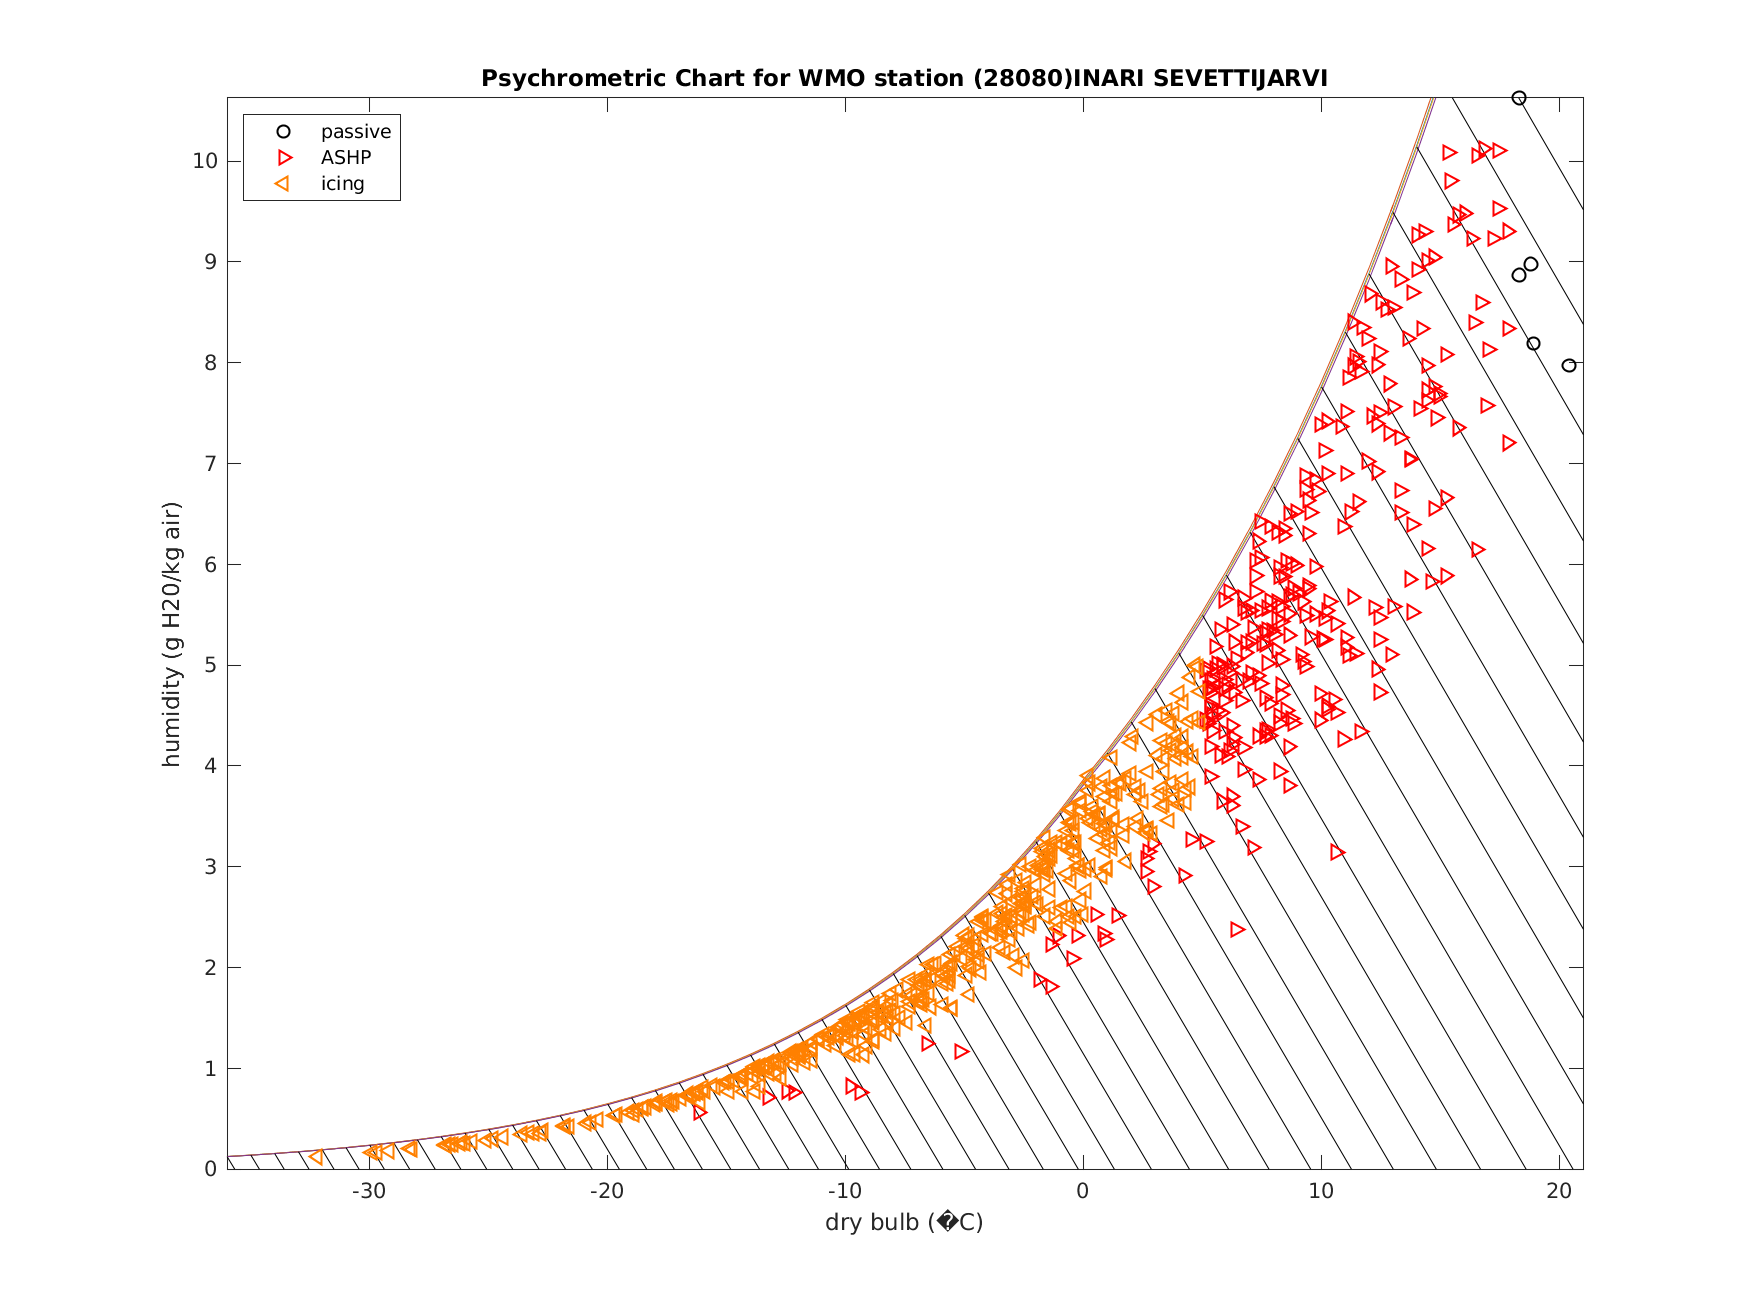 Psychrometric Chart for WMO station (28080)INARI SEVETTIJARVI
passive
ASHP
icing
10
9
8
7
6
5
4
3
2
1
0
humidity (g H20/kg air)
-30
-20
-10
0
10
20
dry bulb (�C)